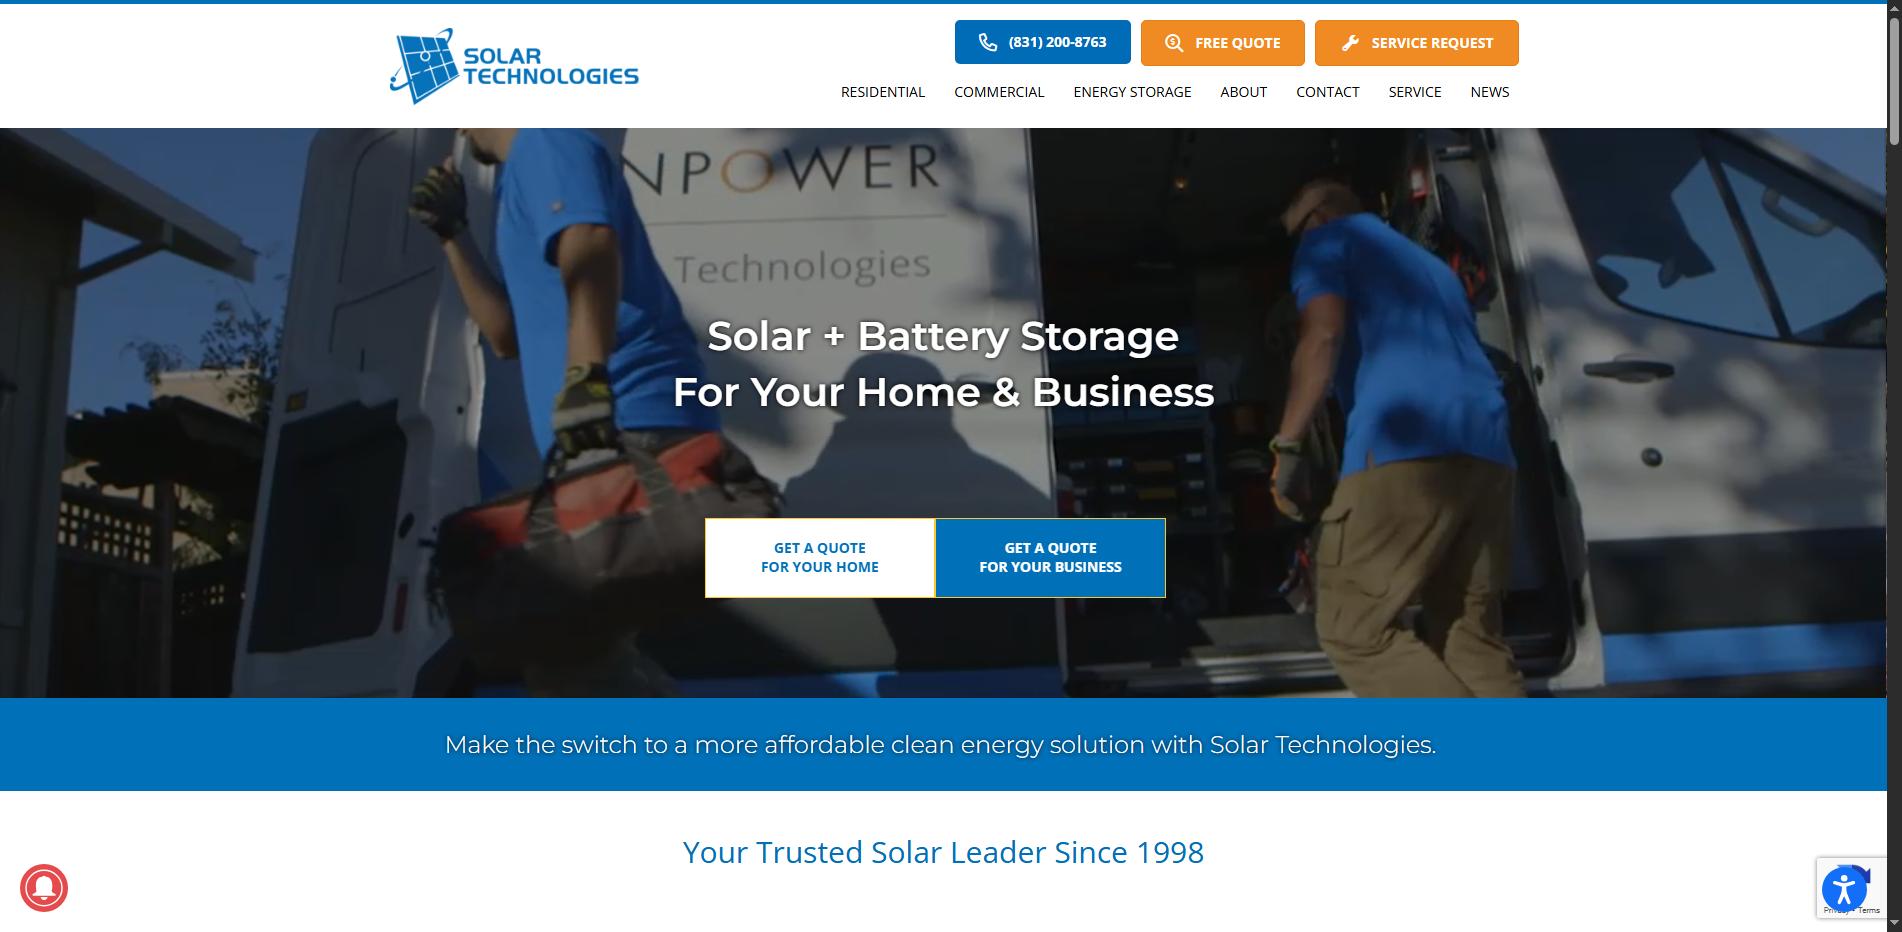 SOLAR
TECHNOLOGIES
(831) 200-8763
FREE QUOTE
SERVICE REQUEST
RESIDENTIAL
COMMERCIAL
ENERGY STORAGE
ABOUT
CONTACT
SERVICE
NEWS
NPOWER
Technologies
Solar + Battery Storage
For Your Home & Business
GET A QUOTE
FOR YOUR HOME
GET A QUOTE
FOR YOUR BUSINESS
Make the switch to a more affordable clean energy solution with Solar Technologies.
Your Trusted Solar Leader Since 1998
Terms